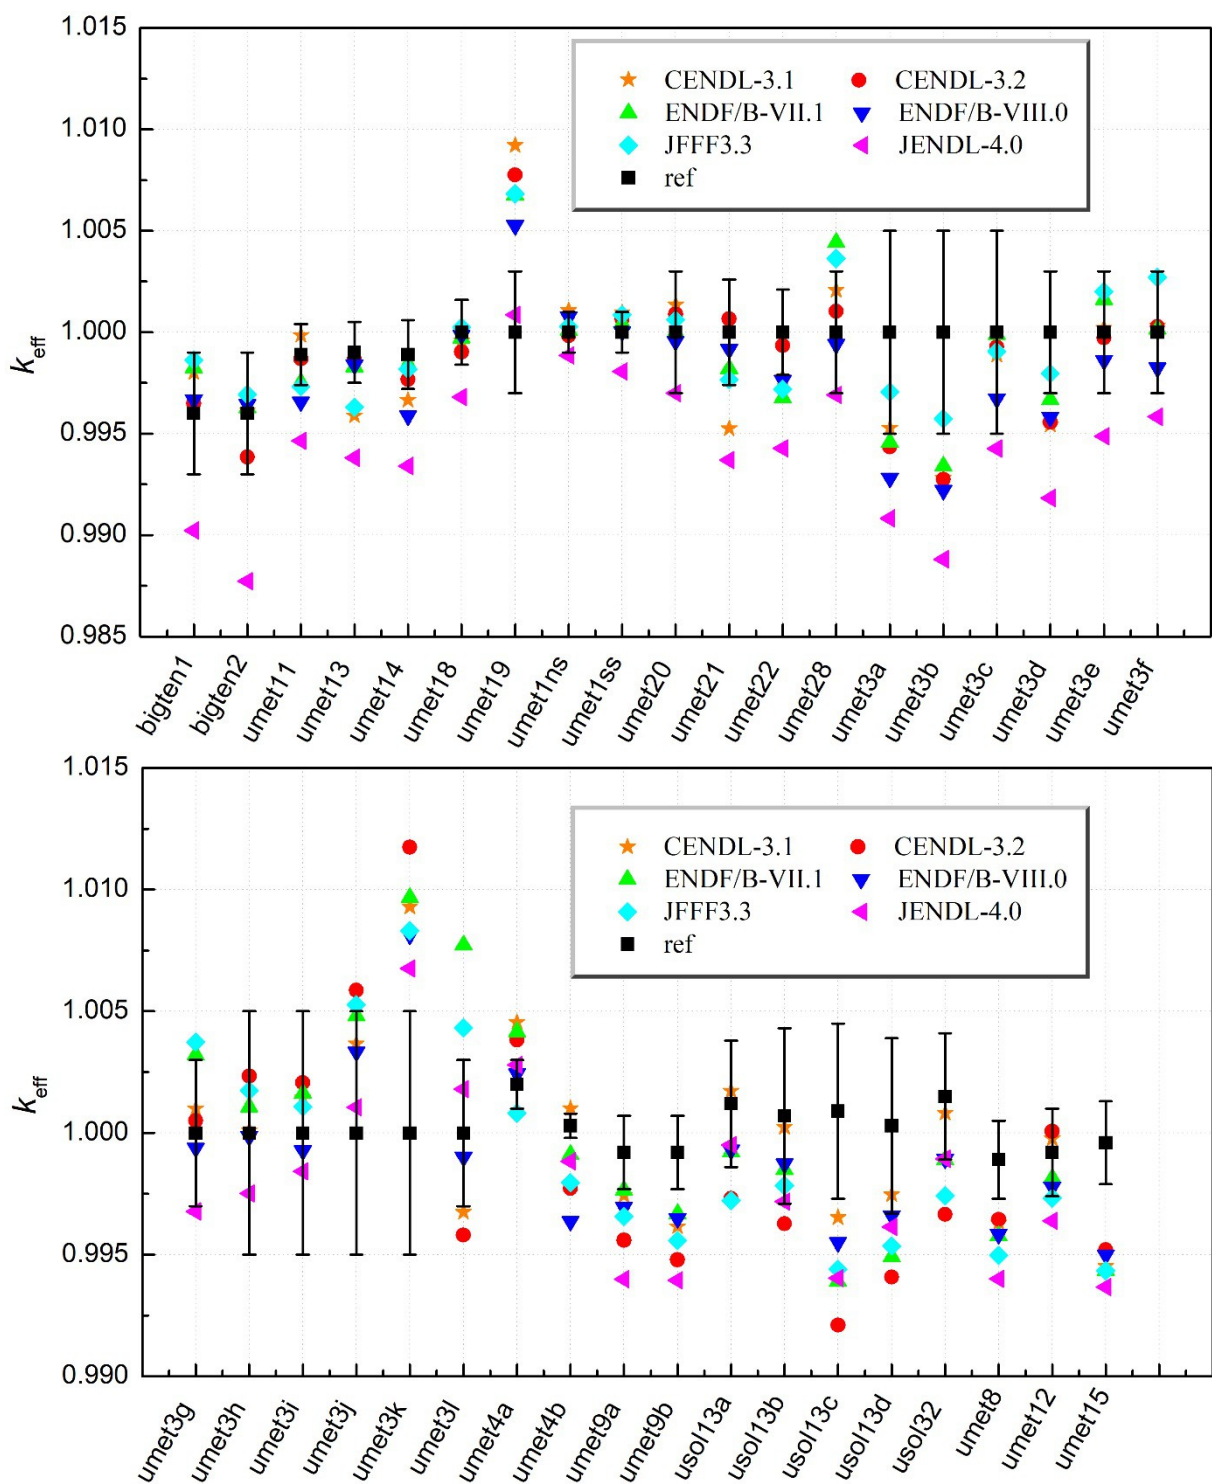 1.015
1.010
1.005
1.000
0.995
0.990
0.985
keff
CENDL-3.1
CENDL-3.2
ENDF/B-VII.1
ENDF/B-VIII.0
JFFF3.3
JENDL-4.0
ref
bigten1
bigten2
umet11
umet13
umet14
umet18
umet19
umet1ns
umet1ss
umet20
umet21
umet22
umet28
umet3a
umet3b
umet3c
umet3d
umet3e
umet3f
1.015
1.010
1.005
1.000
0.995
0.990
keff
CENDL-3.1
CENDL-3.2
ENDF/B-VII.1
ENDF/B-VIII.0
JFFF3.3
JENDL-4.0
ref
umet3g
umet3h
umet3i
umet3j
umet3k
umet3l
umet4a
umet4b
umet9a
umet9b
usol13a
usol13b
usol13c
usol13d
usol32
umet8
umet12
umet15